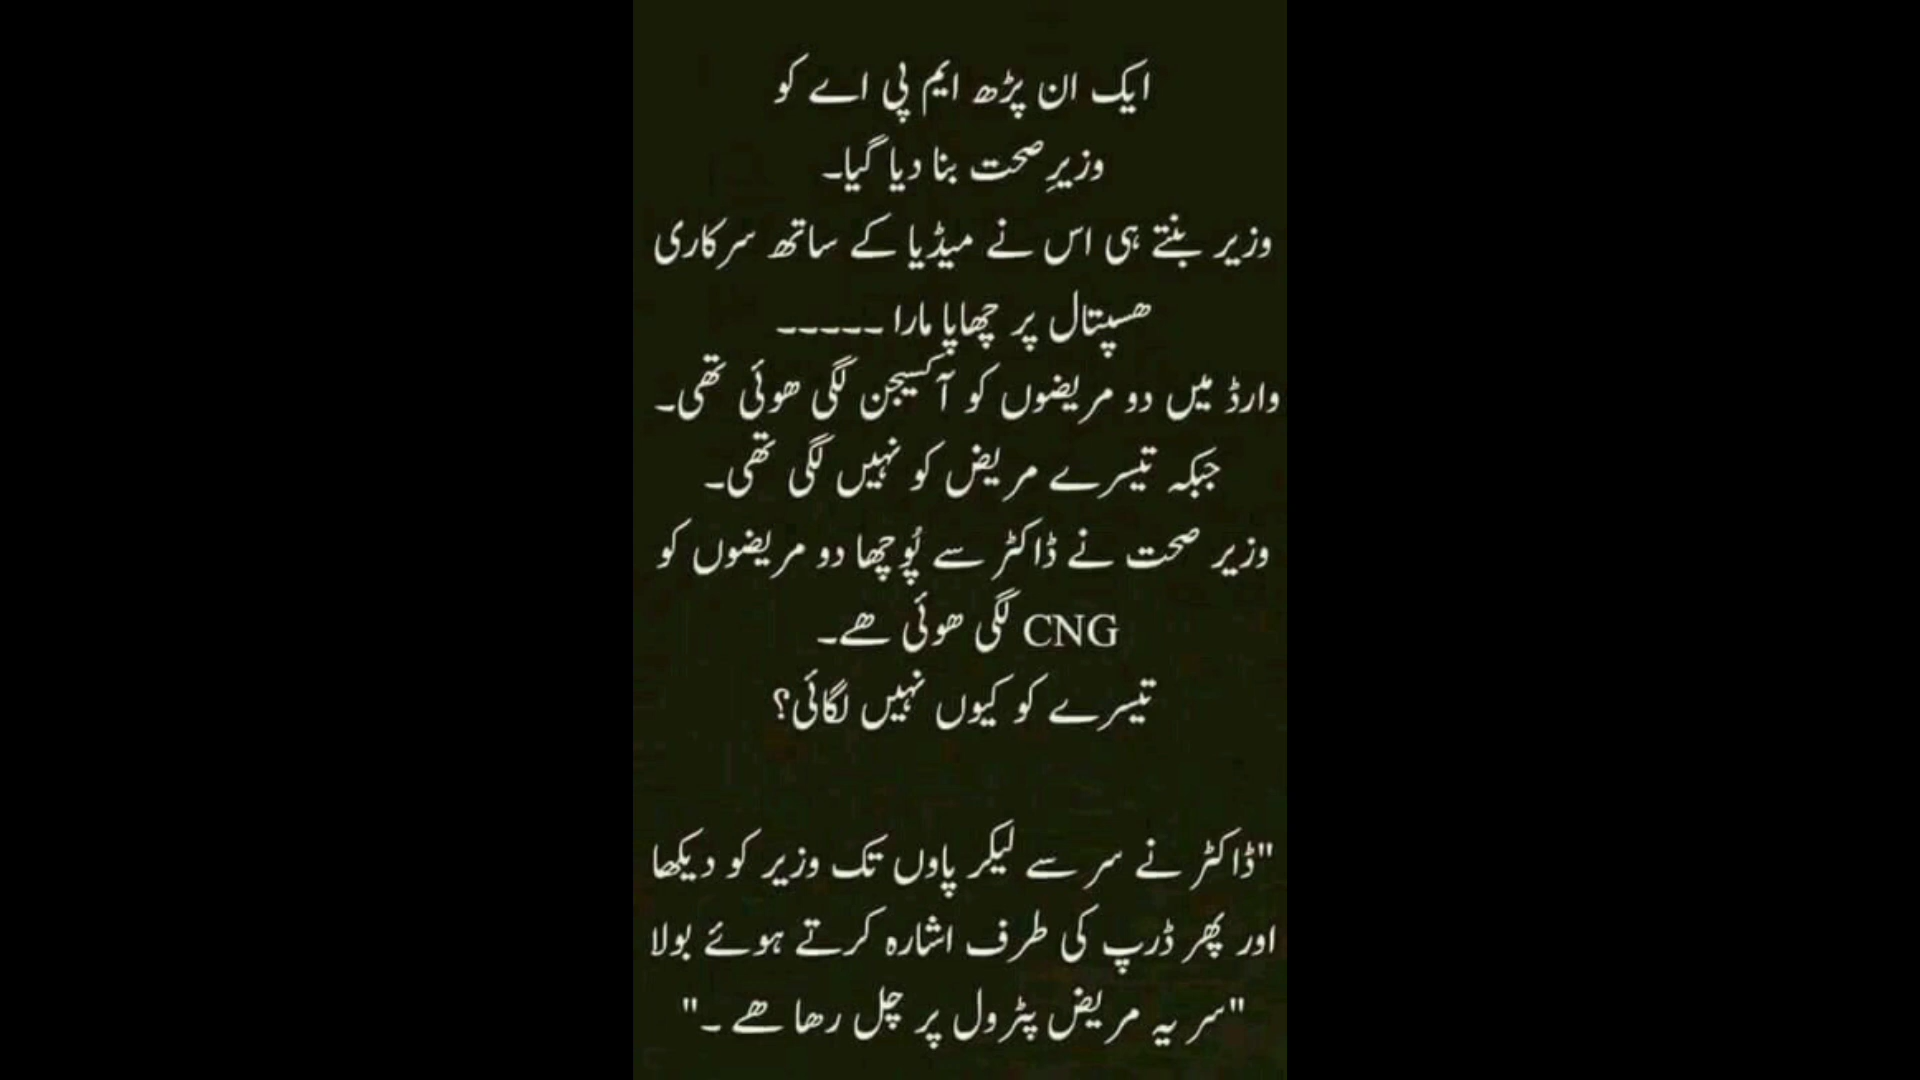 ایک ان پڑھ ایم پی اے کو
وزیرِ صحت بنا دیا گیا۔
وزیر بنتے ہی اس نے میڈیا کے ساتھ سرکاری
ھسپتال پر چھاپا مارا ۔۔۔۔۔
وارڈ میں دو مریضوں کو آکسیجن لگی ھوئی تھی۔
جبکہ تیسرے مریض کو نہیں لگی تھی۔
وزیر صحت نے ڈاکٹر سے پُوچھا دو مریضوں کو
CNG لگی ھوئی ھے۔
تیسرے کو کیوں نہیں لگائی؟
"ڈاکٹر نے سر سے لیکر پاوں تک وزیر کو دیکھا
اور پھر ڈرپ کی طرف اشارہ کرتے ہوئے بولا
"سر یہ مریض پٹرول پر چل رھا ھے ۔"